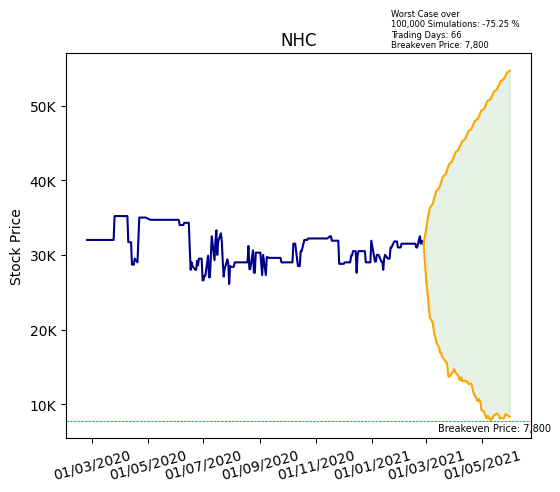 Worst Case over
100,000 Simulations: -75.25 %
Trading Days: 66
Breakeven Price: 7,800
NHC
Stock Price
50K
40K
30K
20K
10K
Breakeven Price: 7,800
01/03/2020
01/05/2020
01/07/2020
01/09/2020
01/11/2020
01/01/2021
01/03/2021
01/05/2021